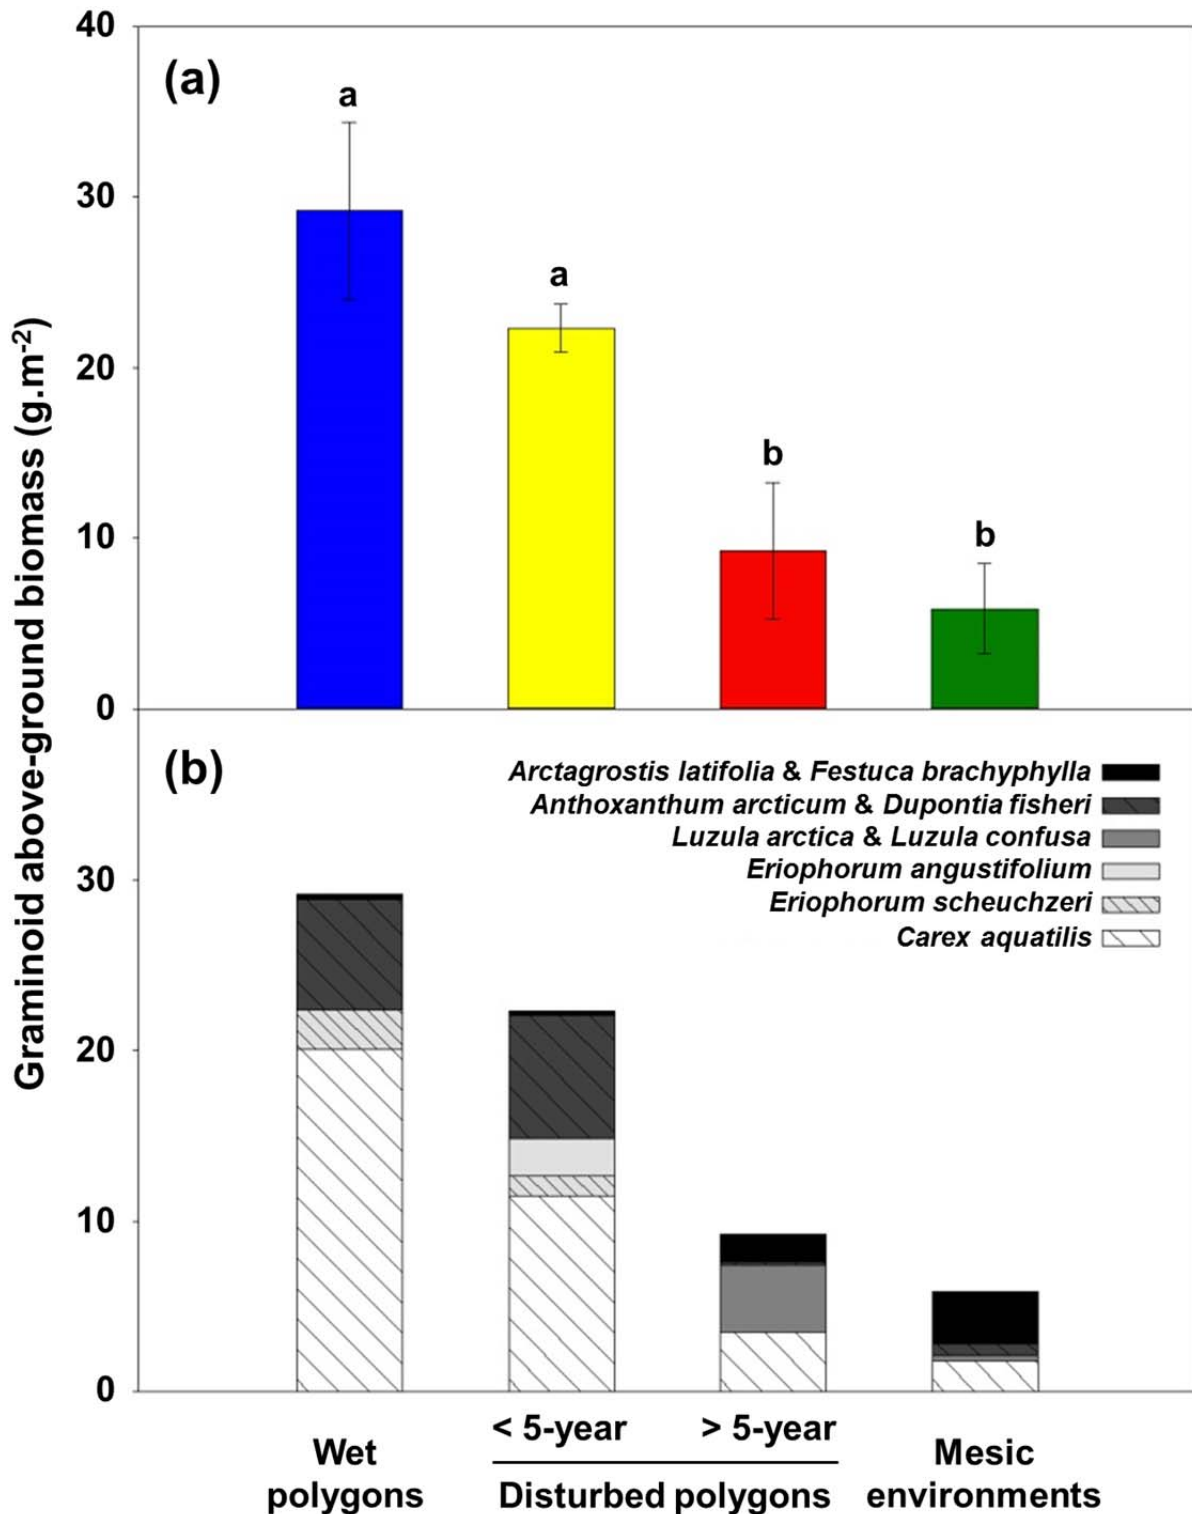 Graminoid above-ground biomass (g.m-2)
40
(a)
a
30
a
20
b
10
b
0
(b)
Arctagrostis latifolia & Festuca brachyphylla
Anthoxanthum arcticum & Dupontia fisheri
Luzula arctica & Luzula confusa
Eriophorum angustifolium
Eriophorum scheuchzeri
Carex aquatilis
30
20
10
0
Wet
polygons
< 5-year
> 5-year
Disturbed polygons
Mesic
environments